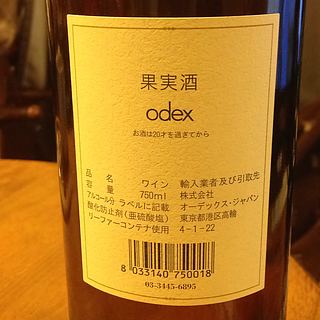 果実酒
odex
お酒は20才を過ぎてから
品名 ワイン 輸入業者及び引取先
容量 750ml 株式会社
アルコール分 ラベルに記載 オーデックス・ジャパン
酸化防止剤(亜硫酸塩) 東京都港区高輪
リーファーコンテナ使用 4-1-22
8 033140 750018
03-3445-6895